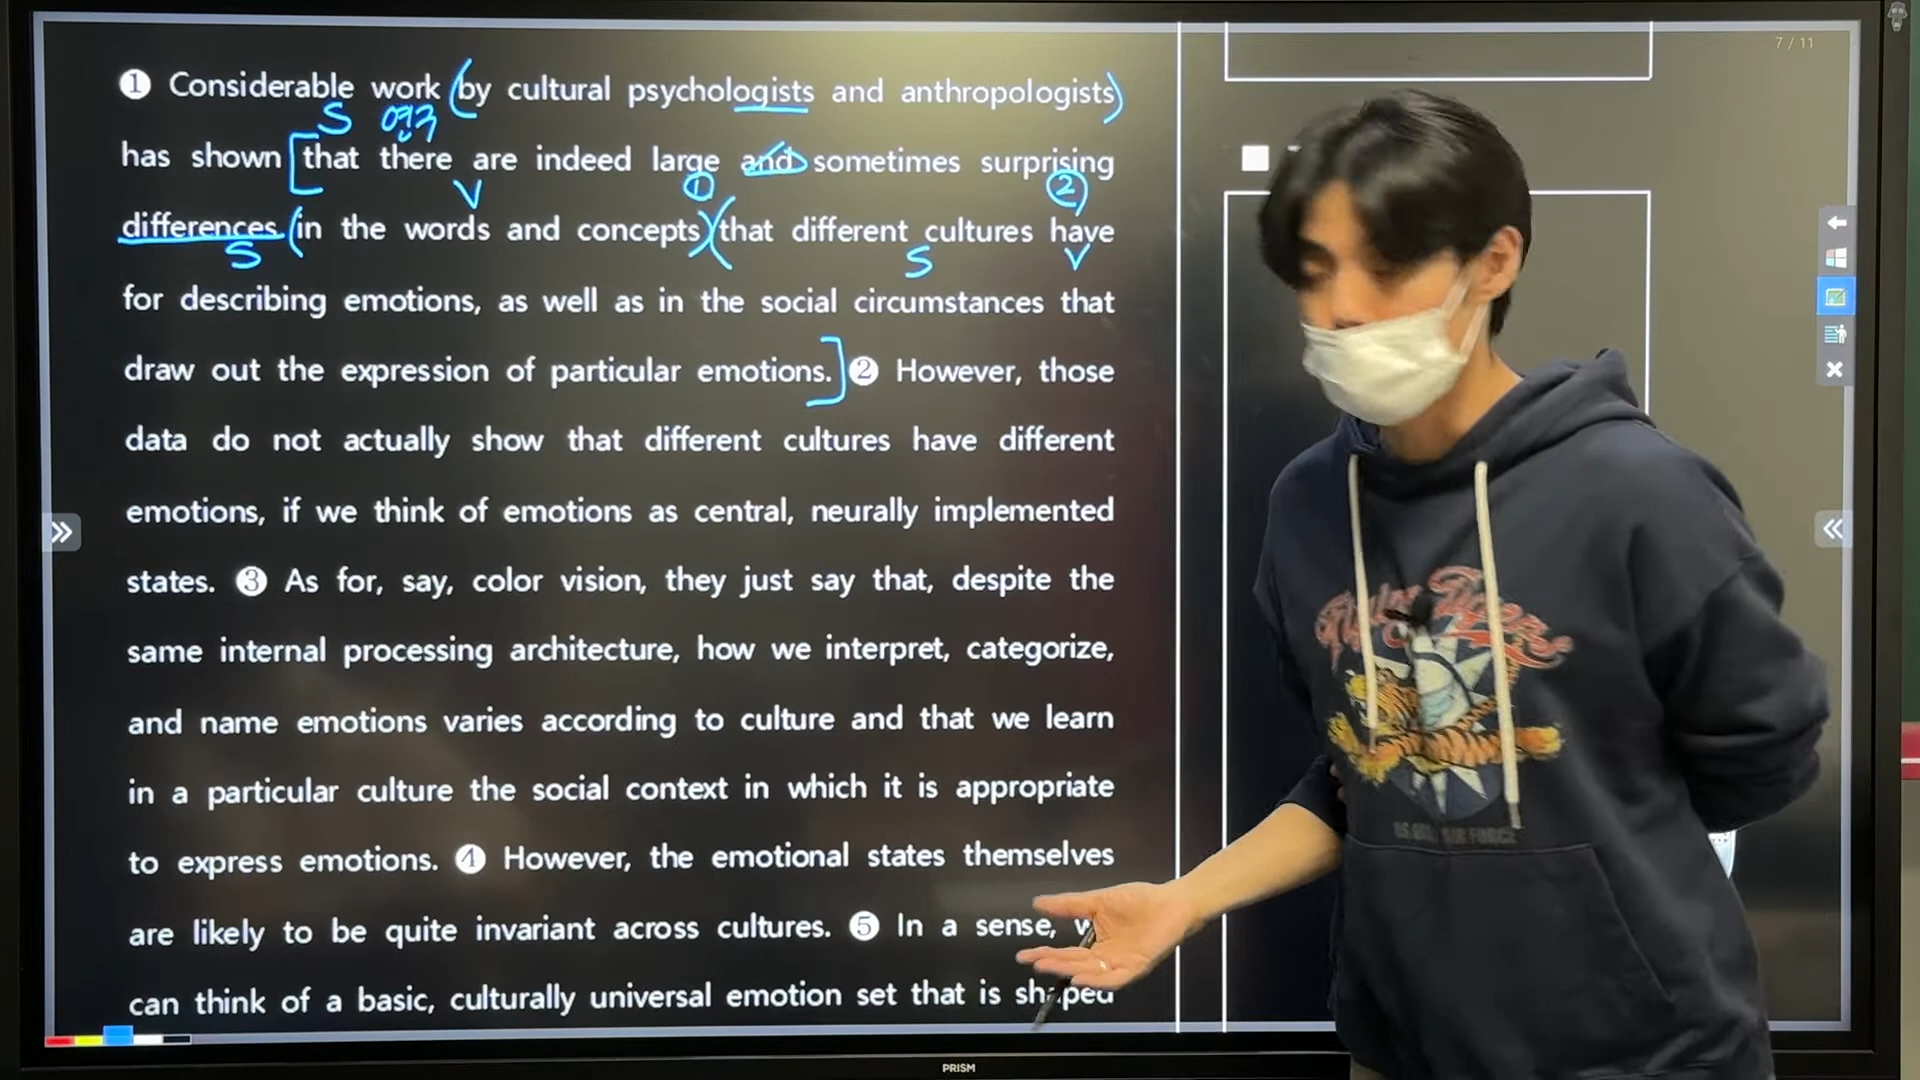 7 / 11
❶ Considerable work (by cultural psychologists and anthropologists)
S 연구
has shown [that there are indeed large and sometimes surprising
V ① ②
differences (in the words and concepts)(that different cultures have
S S V
for describing emotions, as well as in the social circumstances that
draw out the expression of particular emotions.] ❷ However, those
data do not actually show that different cultures have different
emotions, if we think of emotions as central, neurally implemented
states. ❸ As for, say, color vision, they just say that, despite the
same internal processing architecture, how we interpret, categorize,
and name emotions varies according to culture and that we learn
in a particular culture the social context in which it is appropriate
to express emotions. ❹ However, the emotional states themselves
are likely to be quite invariant across cultures. ❺ In a sense,
can think of a basic, culturally universal emotion set that is shaped
Flying Tigers
US AIR FORCE
PRISM